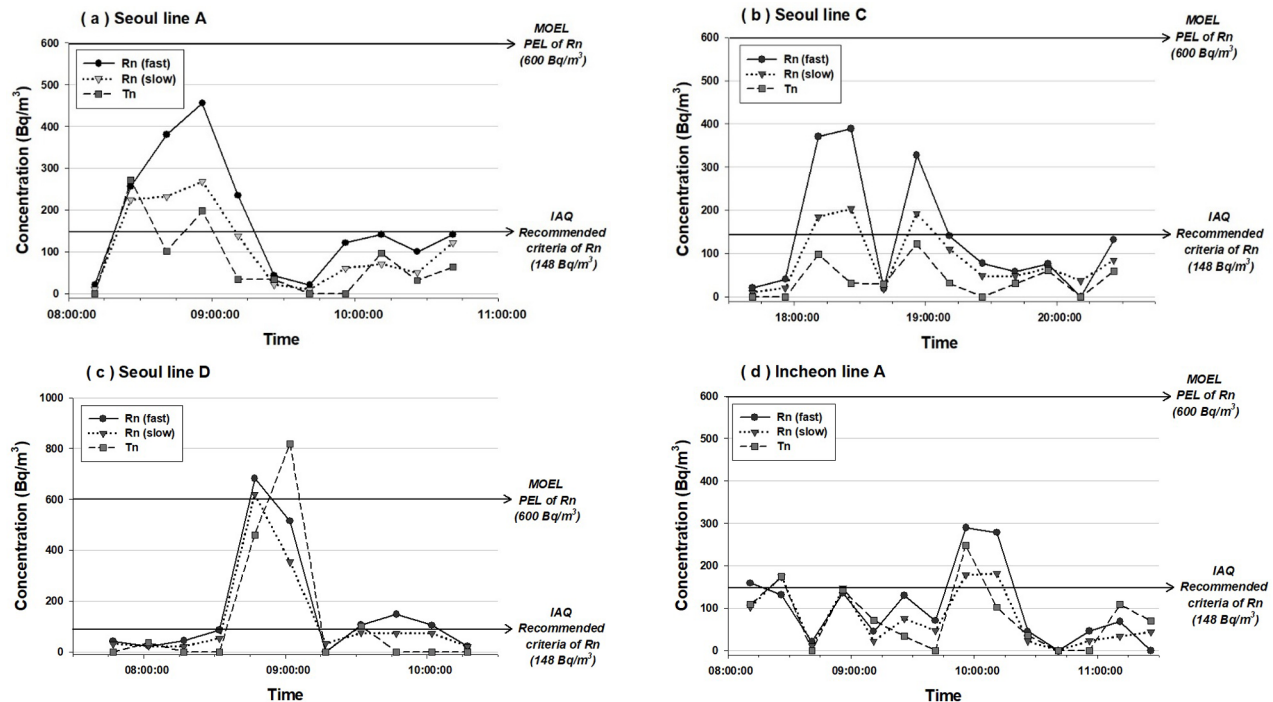 ( a ) Seoul line A
MOEL
PEL of Rn
(600 Bq/m³)
600
500
400
300
200
100
0
Rn (fast)
Rn (slow)
Tn
Concentration (Bq/m³)
IAQ
Recommended
criteria of Rn
(148 Bq/m³)
08:00:00
09:00:00
10:00:00
11:00:00
Time
( b ) Seoul line C
MOEL
PEL of Rn
(600 Bq/m³)
600
500
400
300
200
100
0
Rn (fast)
Rn (slow)
Tn
Concentration (Bq/m³)
IAQ
Recommended
criteria of Rn
(148 Bq/m³)
18:00:00
19:00:00
20:00:00
Time
( c ) Seoul line D
1000
800
600
400
200
0
Rn (fast)
Rn (slow)
Tn
Concentration (Bq/m³)
MOEL
PEL of Rn
(600 Bq/m³)
IAQ
Recommended
criteria of Rn
(148 Bq/m³)
08:00:00
09:00:00
10:00:00
Time
( d ) Incheon line A
MOEL
PEL of Rn
(600 Bq/m³)
600
500
400
300
200
100
0
Rn (fast)
Rn (slow)
Tn
Concentration (Bq/m³)
IAQ
Recommended
criteria of Rn
(148 Bq/m³)
08:00:00
09:00:00
10:00:00
11:00:00
Time